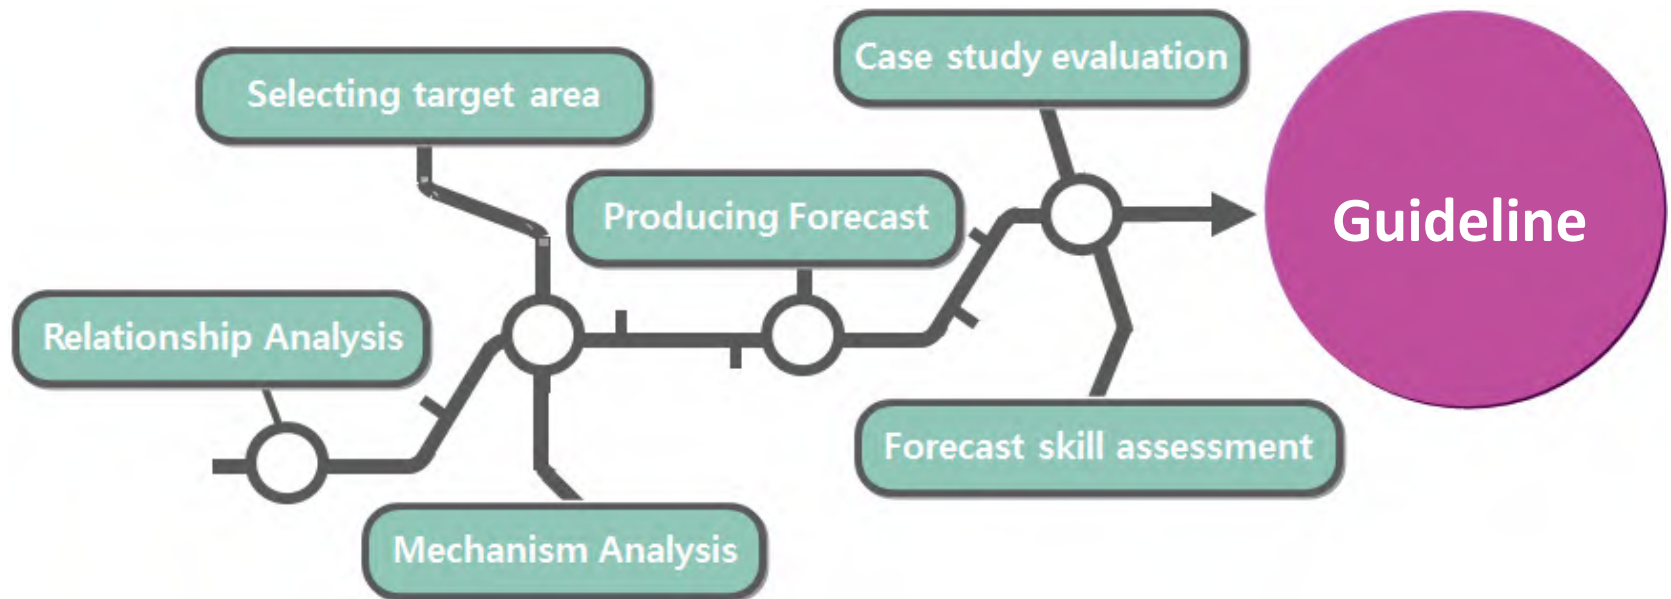 Relationship Analysis
Selecting target area
Mechanism Analysis
Producing Forecast
Case study evaluation
Forecast skill assessment
Guideline